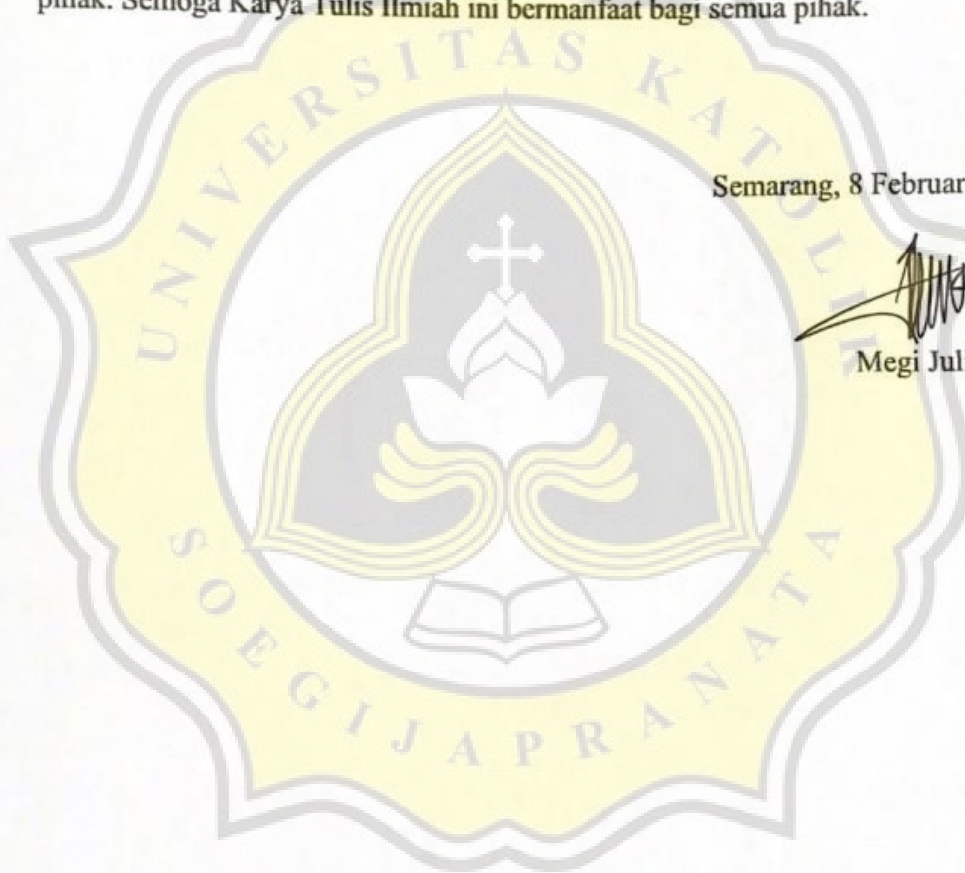 pihak. Semoga Karya Tulis Ilmiah ini bermanfaat bagi semua pihak.
UNIVERSITAS KATOLIK
Semarang, 8 Februar
Megi Jul
SOEGIJAPRANATA